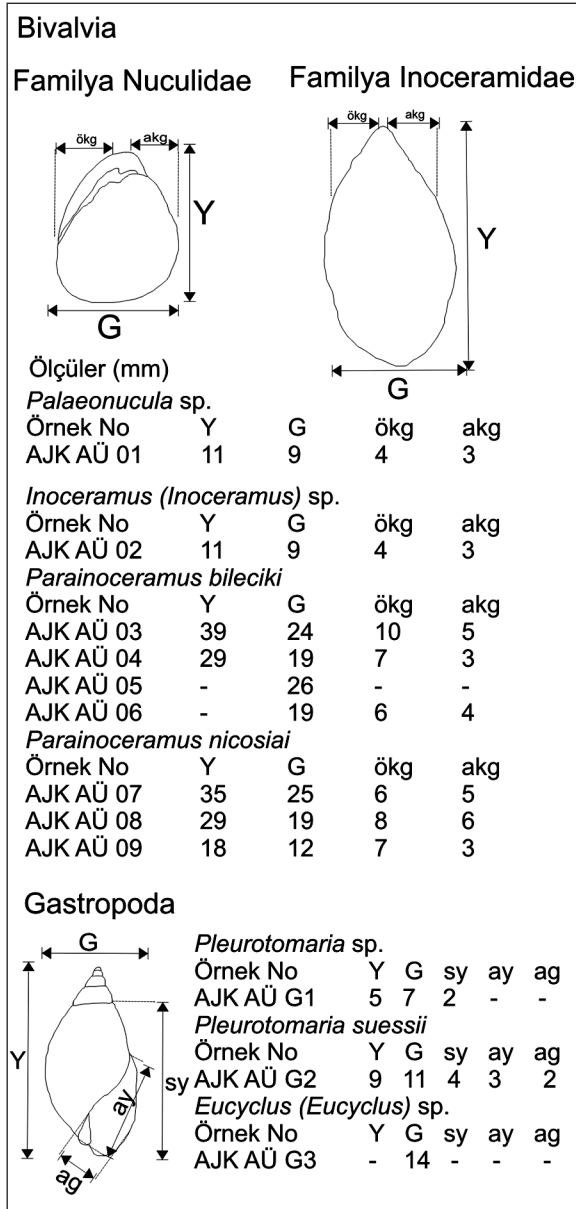 Bivalvia
Familya Nuculidae Familya Inoceramidae
ökg akg ökg akg
Y Y
G G
Ölçüler (mm)
Palaeonucula sp.
Örnek No Y G ökg akg
AJK AÜ 01 11 9 4 3
Inoceramus (Inoceramus) sp.
Örnek No Y G ökg akg
AJK AÜ 02 11 9 4 3
Parainoceramus bileciki
Örnek No Y G ökg akg
AJK AÜ 03 39 24 10 5
AJK AÜ 04 29 19 7 3
AJK AÜ 05 - 26 - -
AJK AÜ 06 - 19 6 4
Parainoceramus nicosiai
Örnek No Y G ökg akg
AJK AÜ 07 35 25 6 5
AJK AÜ 08 29 19 8 6
AJK AÜ 09 18 12 7 3
Gastropoda
G
Y
sy
ay
ag
Pleurotomaria sp.
Örnek No Y G sy ay ag
AJK AÜ G1 5 7 2 - -
Pleurotomaria suessii
Örnek No Y G sy ay ag
AJK AÜ G2 9 11 4 3 2
Eucyclus (Eucyclus) sp.
Örnek No Y G sy ay ag
AJK AÜ G3 - 14 - - -